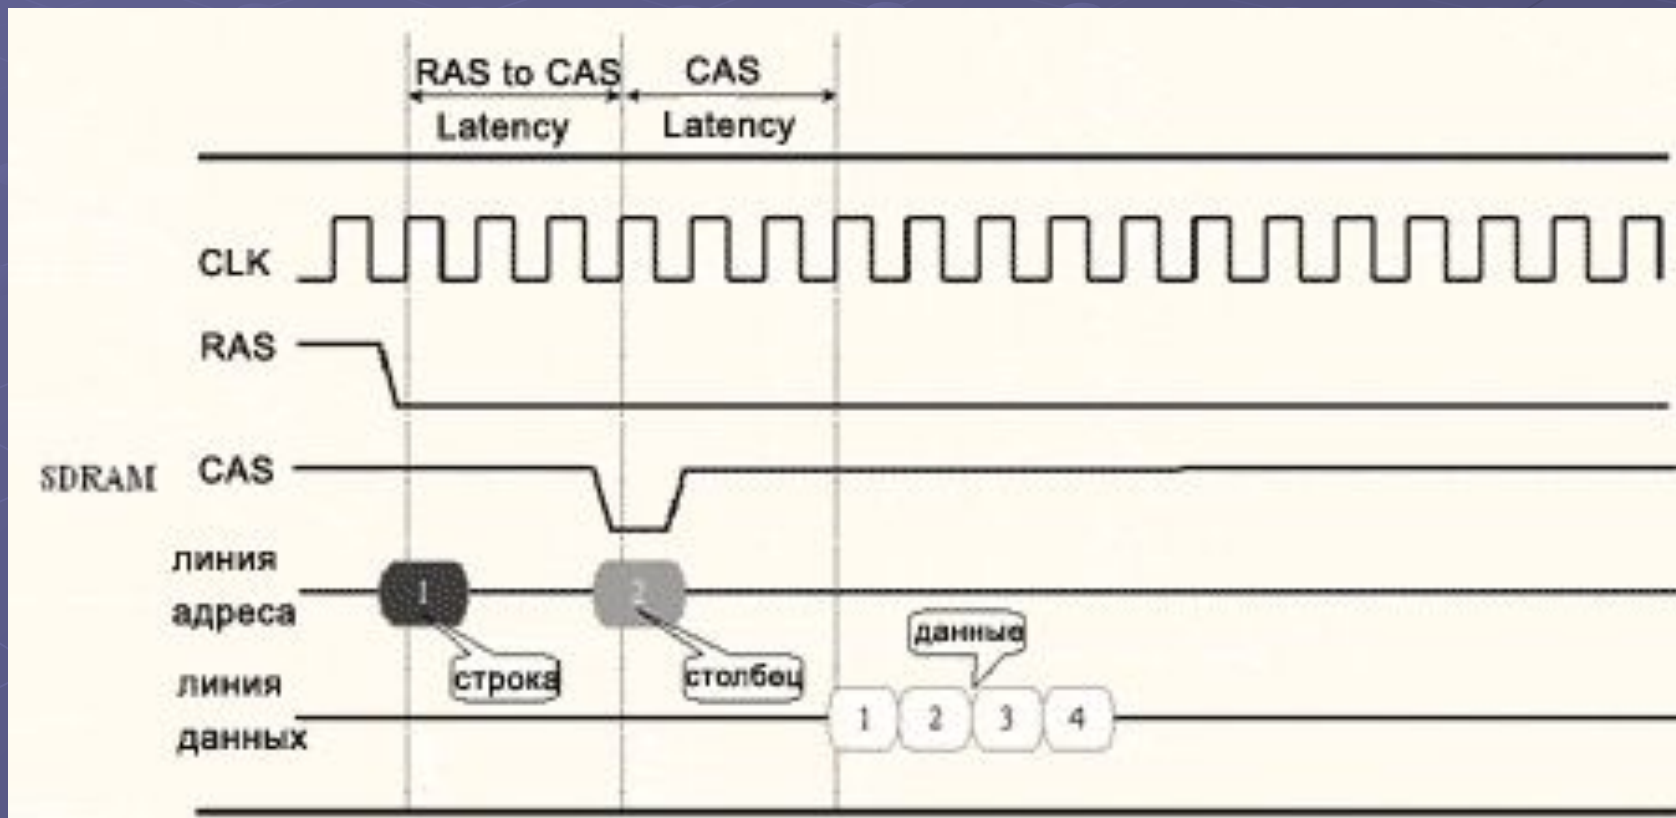 RAS to CAS
Latency
CAS
Latency
CLK
RAS
SDRAM
CAS
линия
адреса
1
2
строка
столбец
данные
линия
данных
1
2
3
4